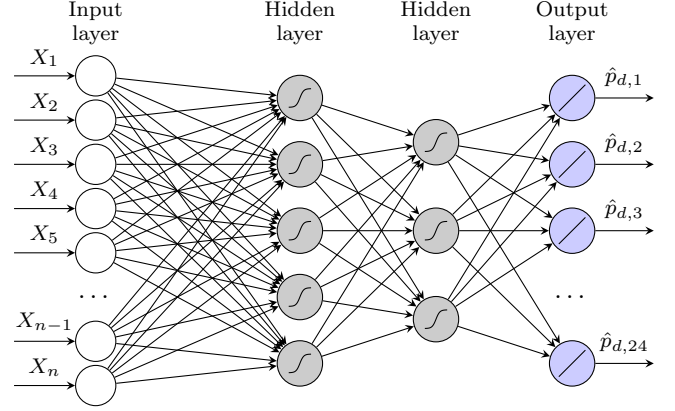 Input
layer
Hidden
layer
Hidden
layer
Output
layer
X₁
X₂
X₃
X₄
X₅
...
Xₙ₋₁
Xₙ
p̂d,1
p̂d,2
p̂d,3
...
p̂d,24